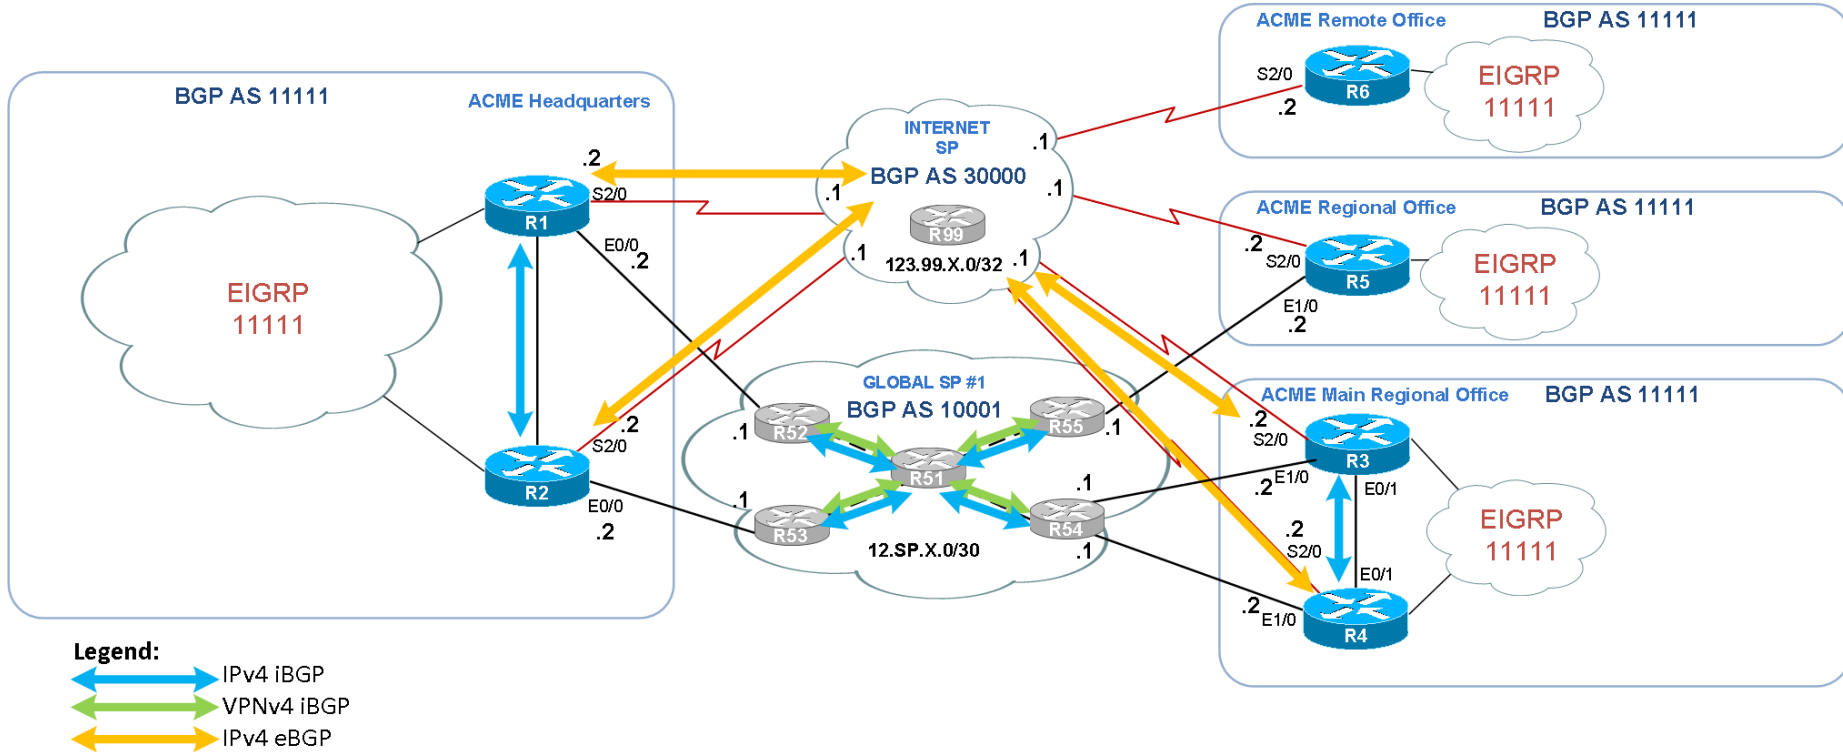 BGP AS 11111
ACME Headquarters
EIGRP
11111
R1
.2
S2/0
E0/0
.2
R2
.2
S2/0
E0/0
.2
INTERNET
SP
BGP AS 30000
R99
123.99.X.0/32
.1
.1
.1
.1
.1
GLOBAL SP #1
BGP AS 10001
R52
.1
R53
.1
R51
R55
.1
R54
.1
.1
12.SP.X.0/30
ACME Remote Office
BGP AS 11111
S2/0
.2
R6
EIGRP
11111
ACME Regional Office
BGP AS 11111
.2
S2/0
R5
E1/0
.2
EIGRP
11111
ACME Main Regional Office
BGP AS 11111
.2
S2/0
R3
.2
E1/0
E0/1
EIGRP
11111
.2
S2/0
E0/1
.2
E1/0
R4
Legend:
IPv4 iBGP
VPNv4 iBGP
IPv4 eBGP